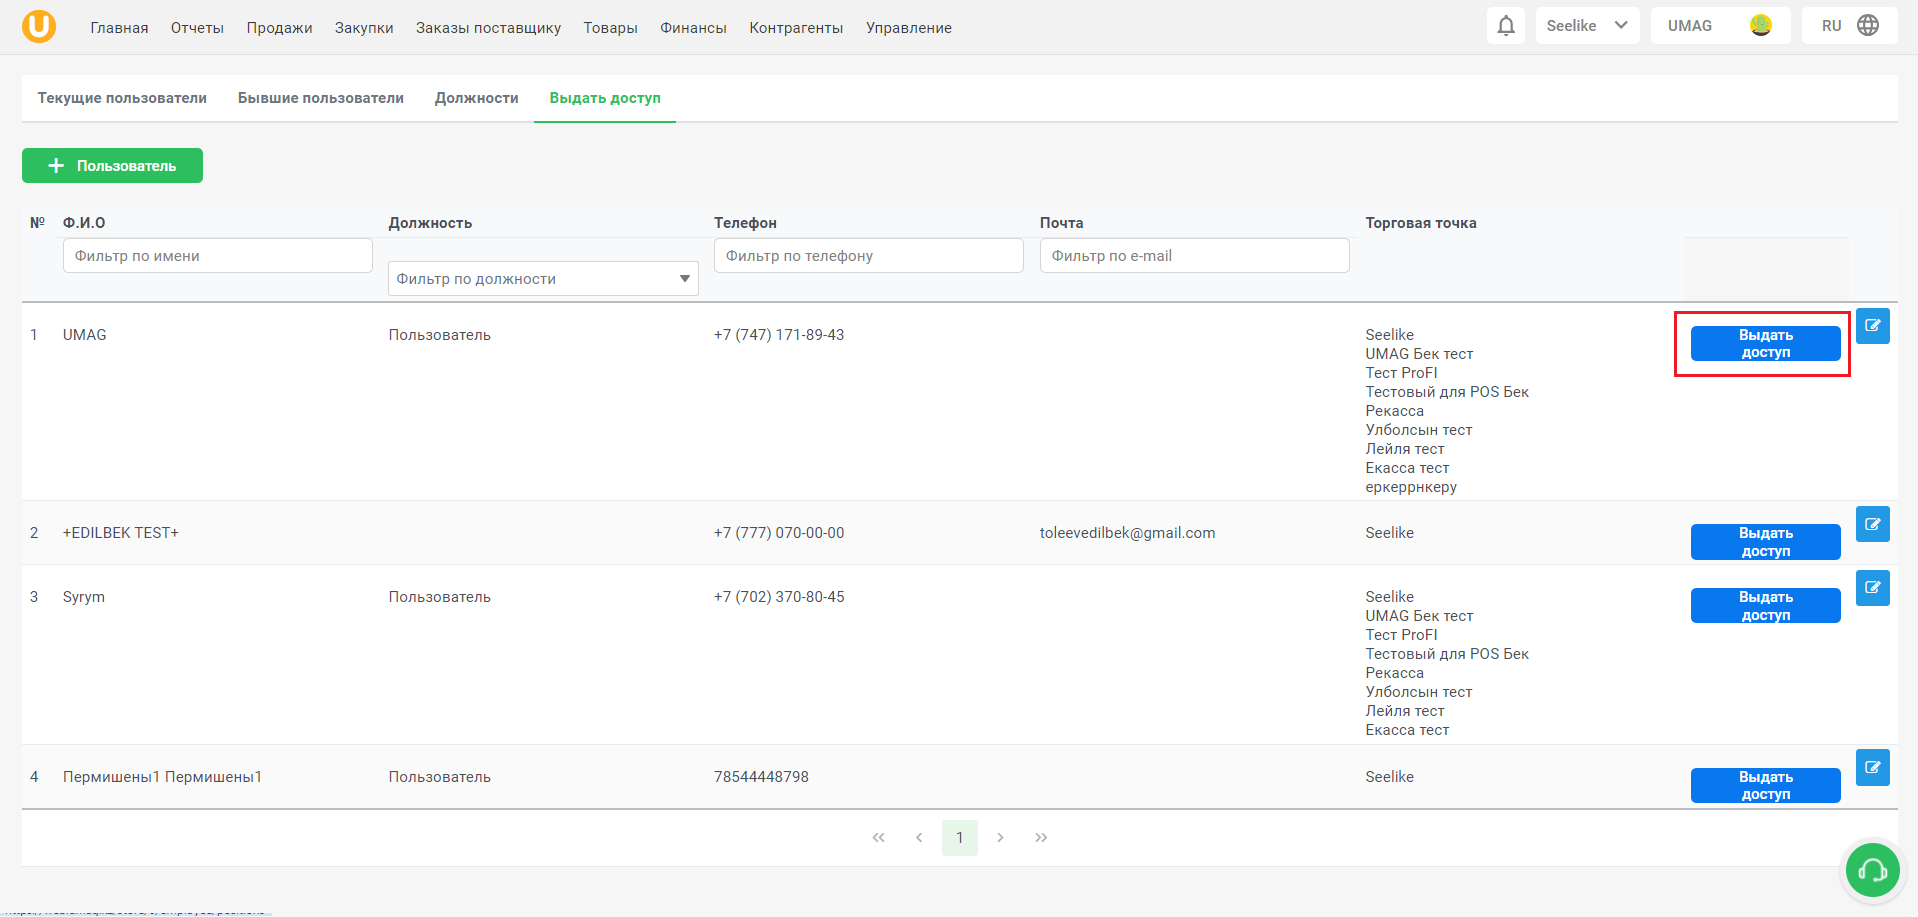 U Главная Отчеты Продажи Закупки Заказы поставщику Товары Финансы Контрагенты Управление Seelike UMAG RU
Текущие пользователи Бывшие пользователи Должности Выдать доступ
Пользователь
№ Ф.И.О Должность Телефон Почта Торговая точка
Фильтр по имени Фильтр по телефону Фильтр по e-mail
Фильтр по должности
1 UMAG Пользователь +7 (747) 171-89-43 Seelike Выдать
UMAG Бек тест доступ
Тест ProFI
Тестовый для POS Бек
Рекасса
Улболсын тест
Лейля тест
Екасса тест
еркеррнкеру
2 +EDILBEK TEST+ +7 (777) 070-00-00 toleevedilbek@gmail.com Seelike Выдать
доступ
3 Syrym Пользователь +7 (702) 370-80-45 Seelike Выдать
UMAG Бек тест доступ
Тест ProFI
Тестовый для POS Бек
Рекасса
Улболсын тест
Лейля тест
Екасса тест
4 Пермишены1 Пермишены1 Пользователь 78544448798 Seelike Выдать
доступ
« ‹ 1 › »